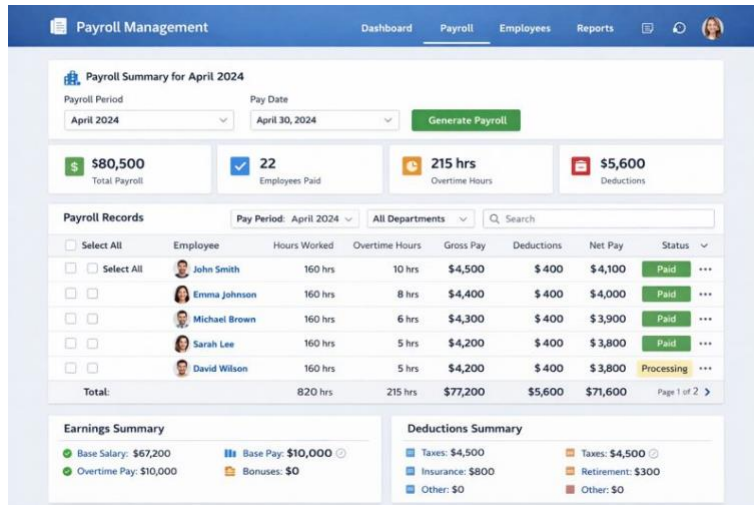 Payroll Management Dashboard Payroll Employees Reports
Payroll Summary for April 2024
Payroll Period Pay Date
April 2024 April 30, 2024 Generate Payroll
$ $80,500 22 215 hrs $5,600
Total Payroll Employees Paid Overtime Hours Deductions
Payroll Records Pay Period: April 2024 All Departments Search
Select All Employee Hours Worked Overtime Hours Gross Pay Deductions Net Pay Status
Select All John Smith 160 hrs 10 hrs $4,500 $400 $4,100 Paid
Emma Johnson 160 hrs 8 hrs $4,400 $400 $4,000 Paid
Michael Brown 160 hrs 6 hrs $4,300 $400 $3,900 Paid
Sarah Lee 160 hrs 5 hrs $4,200 $400 $3,800 Paid
David Wilson 160 hrs 5 hrs $4,200 $400 $3,800 Processing
Total: 820 hrs 215 hrs $77,200 $5,600 $71,600 Page 1 of 2
Earnings Summary Deductions Summary
Base Salary: $67,200 Base Pay: $10,000 Taxes: $4,500 Taxes: $4,500
Overtime Pay: $10,000 Bonuses: $0 Insurance: $800 Retirement: $300
Other: $0 Other: $0